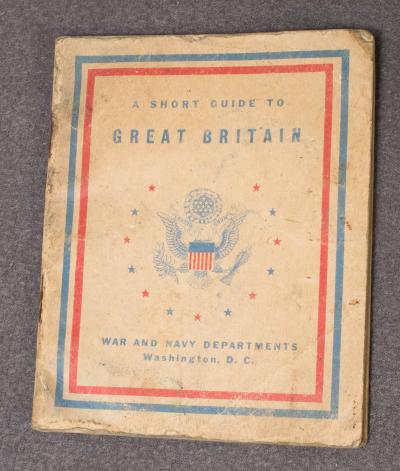 A SHORT GUIDE TO
GREAT BRITAIN
WAR AND NAVY DEPARTMENTS
Washington, D. C.